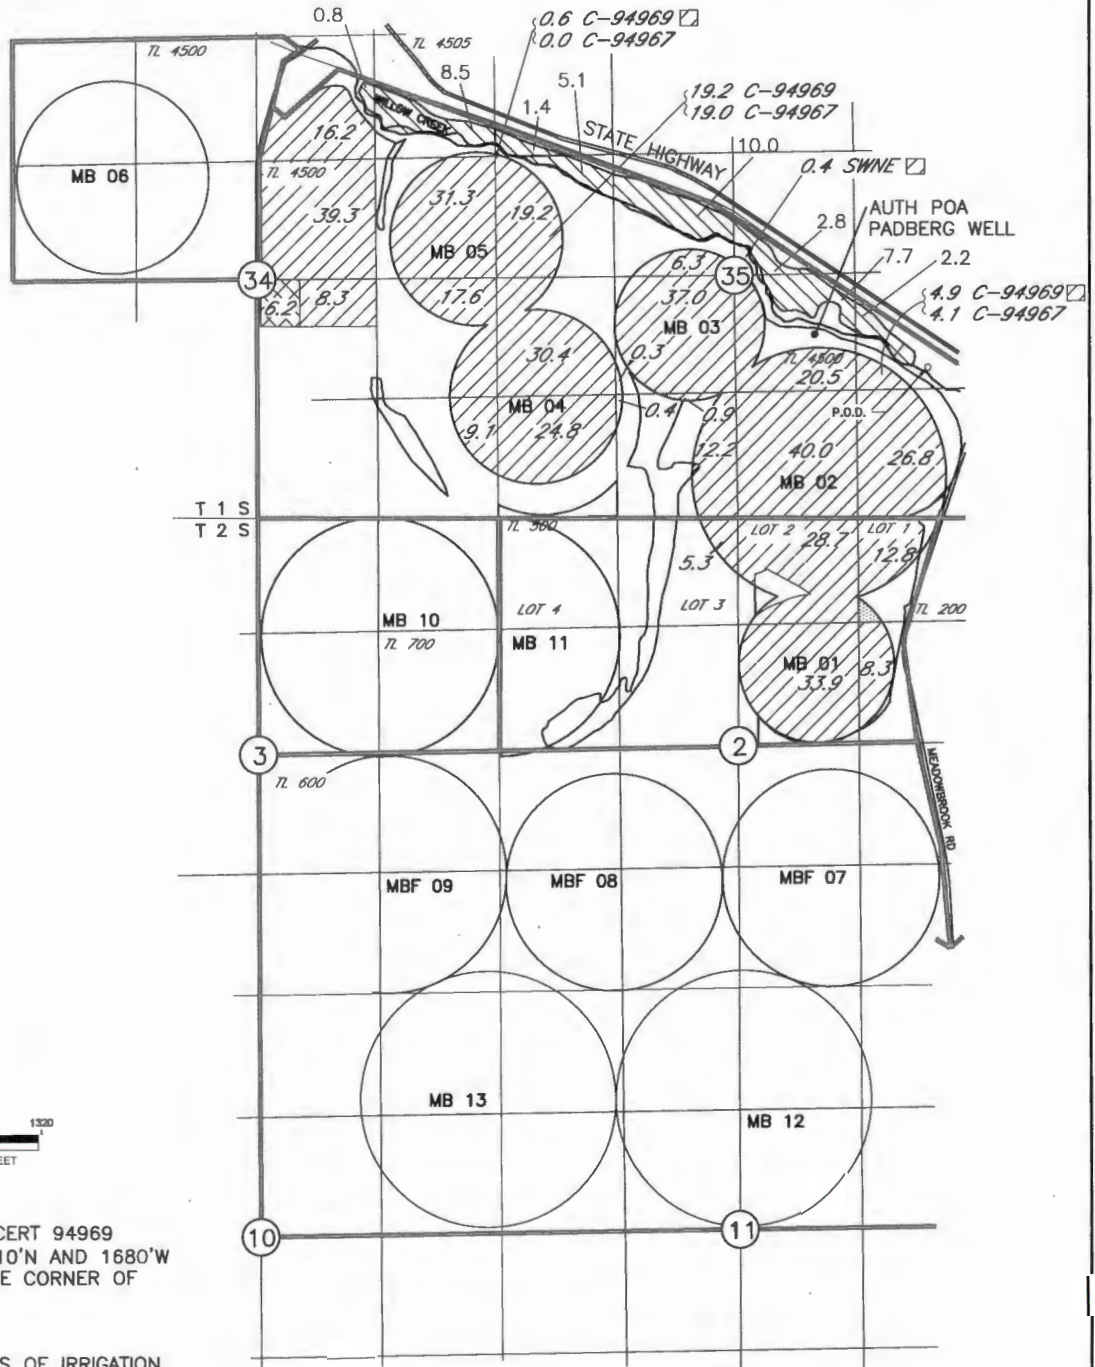 0.8
TL 4500
TL 4505
0.6 C-94969
0.0 C-94967
8.5
5.1
1.4
19.2 C-94969
19.0 C-94967
STATE HIGHWAY
10.0
0.4 SWNE
WILLOW CREEK
16.2
MB 06
TL 4500
39.3
31.3
19.2
MB 05
17.6
AUTH POA
PADBERG WELL
2.8
7.7
2.2
4.9 C-94969
4.1 C-94967
34
6.2
8.3
6.3
35
37.0
MB 03
0.3
30.4
TL 4500
20.5
MB 04
0.4
0.9
P.O.D.
9.1
24.8
12.2
40.0
26.8
MB 02
T 1 S
T 2 S
TL 500
LOT 2
28.7
LOT 1
12.8
5.3
MB 10
TL 700
LOT 4
MB 11
LOT 3
TL 200
MB 01
33.9
8.3
3
2
TL 600
MEADOWBROOK RD
MBF 09
MBF 08
MBF 07
MB 13
MB 12
1320
EET
CERT 94969
10'N AND 1680'W
E CORNER OF
10
11
S OF IRRIGATION